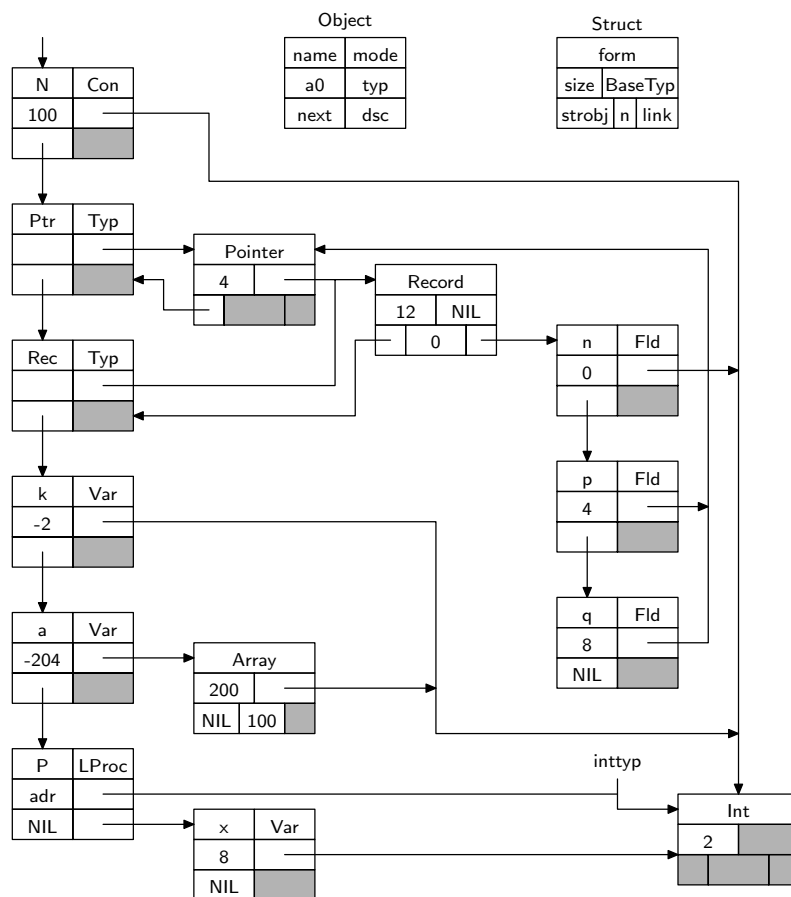 Object
Struct
name mode
form
N Con
a0 typ
size BaseTyp
100
next dsc
strobj n link
Ptr Typ
Pointer
4
Record
12 NIL
0
n Fld
Rec Typ
0
p Fld
k Var
4
-2
q Fld
a Var
8
-204
Array
NIL
200
NIL 100
P LProc
inttyp
adr
Int
NIL
x Var
2
8
NIL